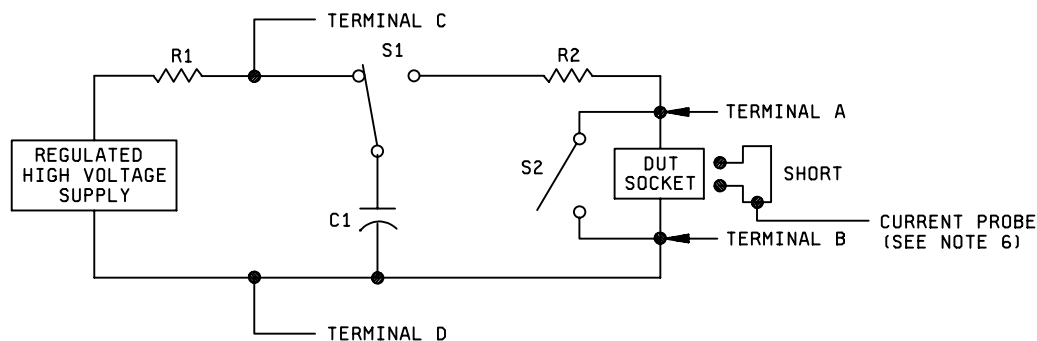 TERMINAL C
R1
S1
R2
TERMINAL A
REGULATED
HIGH VOLTAGE
SUPPLY
S2
DUT
SOCKET
SHORT
C1
CURRENT PROBE
(SEE NOTE 6)
TERMINAL B
TERMINAL D